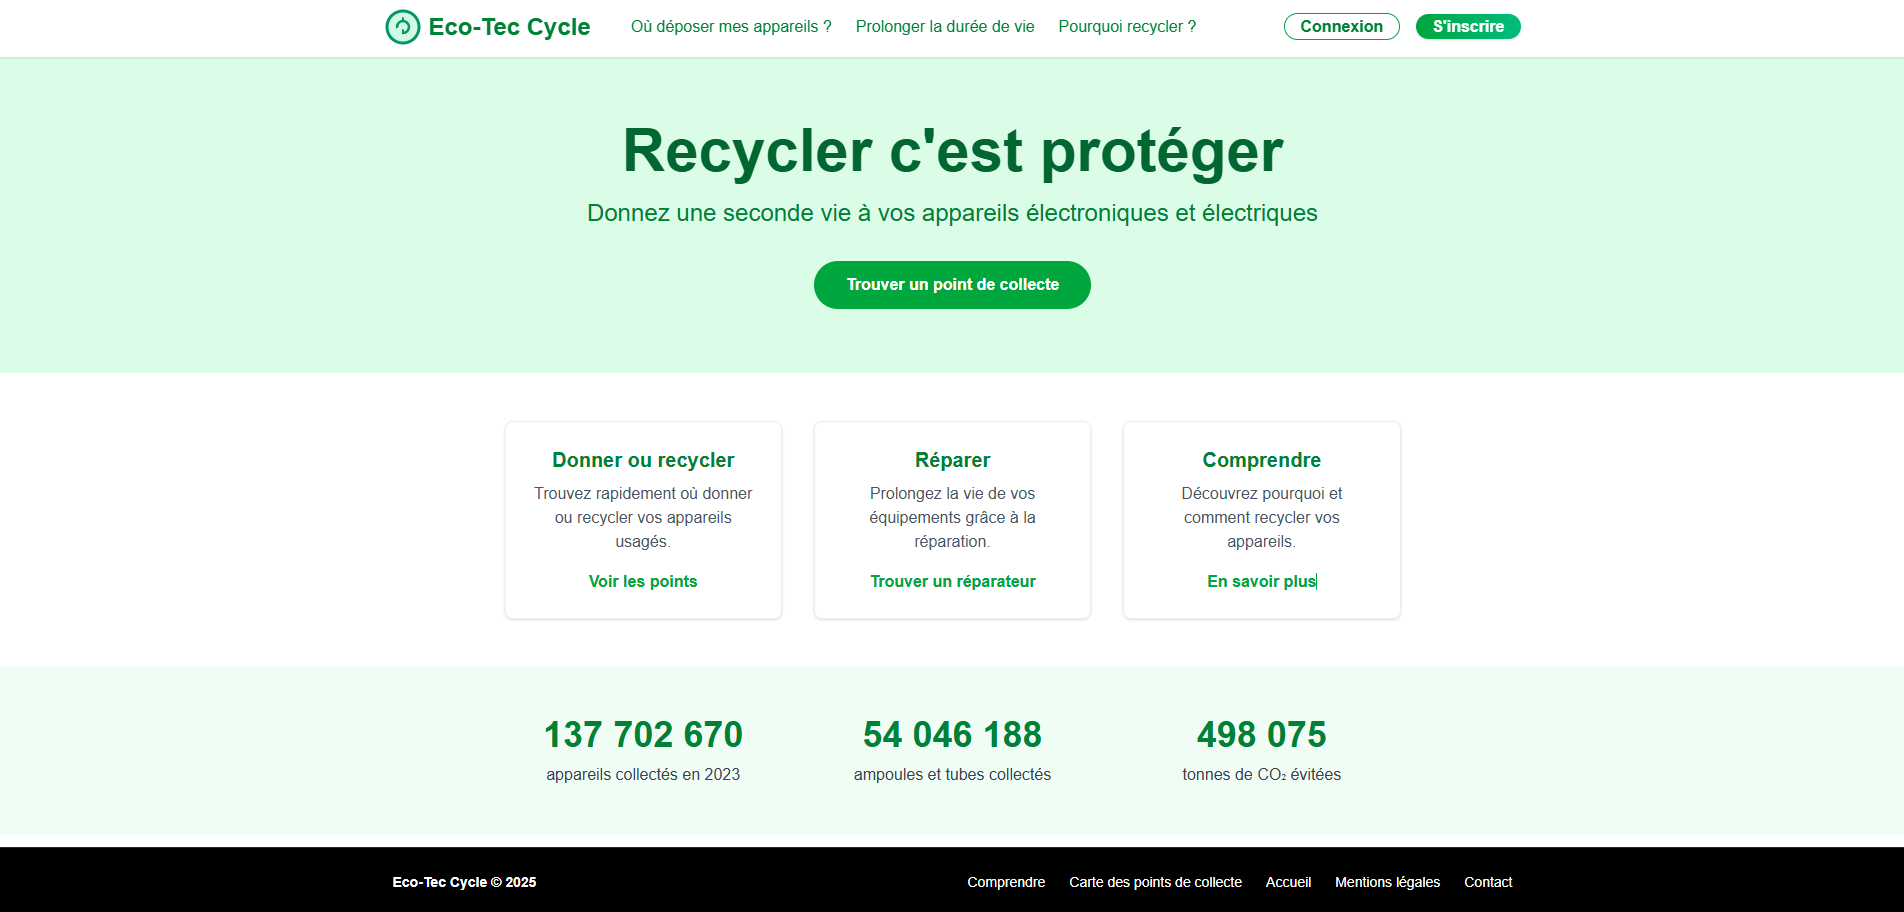 Eco-Tec Cycle
Où déposer mes appareils ?
Prolonger la durée de vie
Pourquoi recycler ?
Connexion
S'inscrire
Recycler c'est protéger
Donnez une seconde vie à vos appareils électroniques et électriques
Trouver un point de collecte
Donner ou recycler
Trouvez rapidement où donner
ou recycler vos appareils
usagés.
Voir les points
Réparer
Prolongez la vie de vos
équipements grâce à la
réparation.
Trouver un réparateur
Comprendre
Découvrez pourquoi et
comment recycler vos
appareils.
En savoir plus
137 702 670
appareils collectés en 2023
54 046 188
ampoules et tubes collectés
498 075
tonnes de CO₂ évitées
Eco-Tec Cycle © 2025
Comprendre
Carte des points de collecte
Accueil
Mentions légales
Contact